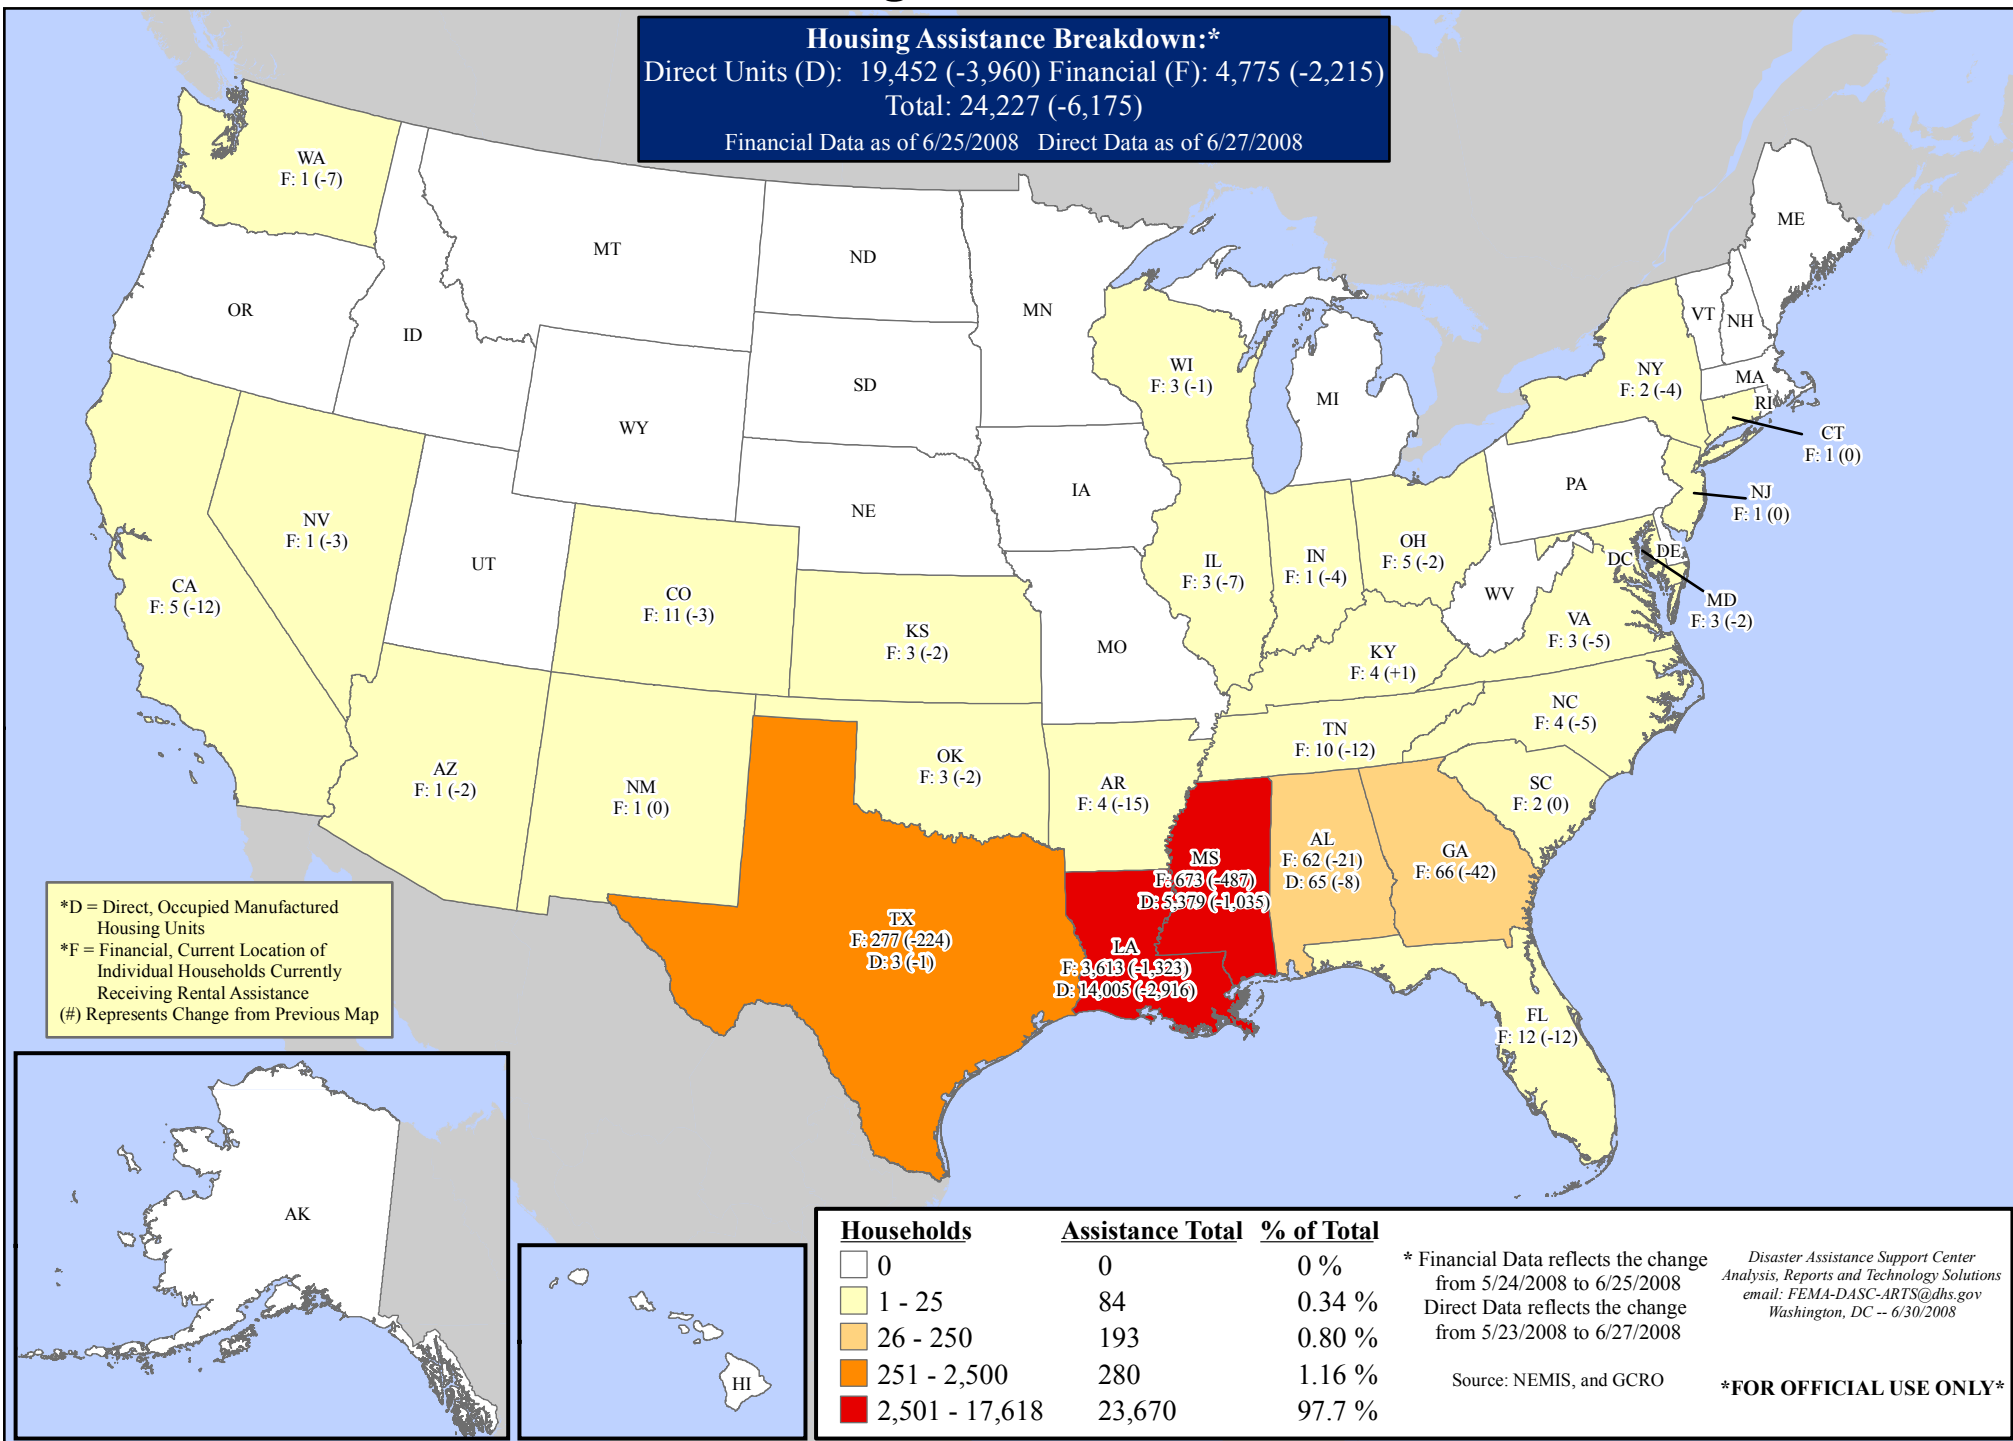 Housing Assistance Breakdown:*
Direct Units (D): 19,452 (-3,960) Financial (F): 4,775 (-2,215)
Total: 24,227 (-6,175)
Financial Data as of 6/25/2008 Direct Data as of 6/27/2008
WA
F: 1 (-7)
MT
ND
MN
ME
OR
ID
SD
WY
WI
F: 3 (-1)
MI
NY
F: 2 (-4)
VT
NH
MA
RI
CT
F: 1 (0)
NV
F: 1 (-3)
UT
NE
IA
PA
NJ
F: 1 (0)
CA
F: 5 (-12)
CO
F: 11 (-3)
KS
F: 3 (-2)
MO
IL
F: 3 (-7)
IN
F: 1 (-4)
OH
F: 5 (-2)
WV
DC
DE
MD
F: 3 (-2)
VA
F: 3 (-5)
KY
F: 4 (+1)
NC
F: 4 (-5)
TN
F: 10 (-12)
SC
F: 2 (0)
AZ
F: 1 (-2)
NM
F: 1 (0)
OK
F: 3 (-2)
AR
F: 4 (-15)
MS
F: 673 (-487)
D: 5,379 (-1,035)
AL
F: 62 (-21)
D: 65 (-8)
GA
F: 66 (-42)
TX
F: 277 (-224)
D: 3 (-1)
LA
F: 3,613 (-1,323)
D: 14,005 (-2,916)
FL
F: 12 (-12)
*D = Direct, Occupied Manufactured
Housing Units
*F = Financial, Current Location of
Individual Households Currently
Receiving Rental Assistance
(#) Represents Change from Previous Map
AK
HI
Households Assistance Total % of Total
0 0 0 %
1 - 25 84 0.34 %
26 - 250 193 0.80 %
251 - 2,500 280 1.16 %
2,501 - 17,618 23,670 97.7 %
* Financial Data reflects the change
from 5/24/2008 to 6/25/2008
Direct Data reflects the change
from 5/23/2008 to 6/27/2008
Source: NEMIS, and GCRO
Disaster Assistance Support Center
Analysis, Reports and Technology Solutions
email: FEMA-DASC-ARTS@dhs.gov
Washington, DC -- 6/30/2008
*FOR OFFICIAL USE ONLY*